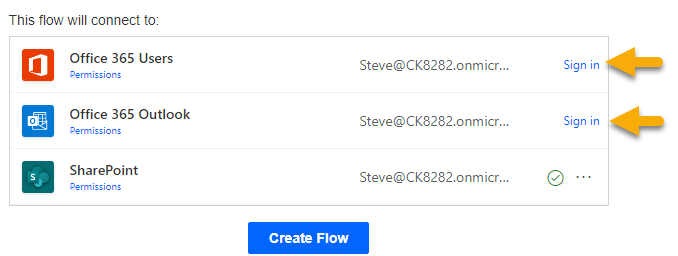 This flow will connect to:
Office 365 Users
Permissions
Steve@CK8282.onmicr...
Sign in
Office 365 Outlook
Permissions
Steve@CK8282.onmicr...
Sign in
SharePoint
Permissions
Steve@CK8282.onmicr...
Create Flow